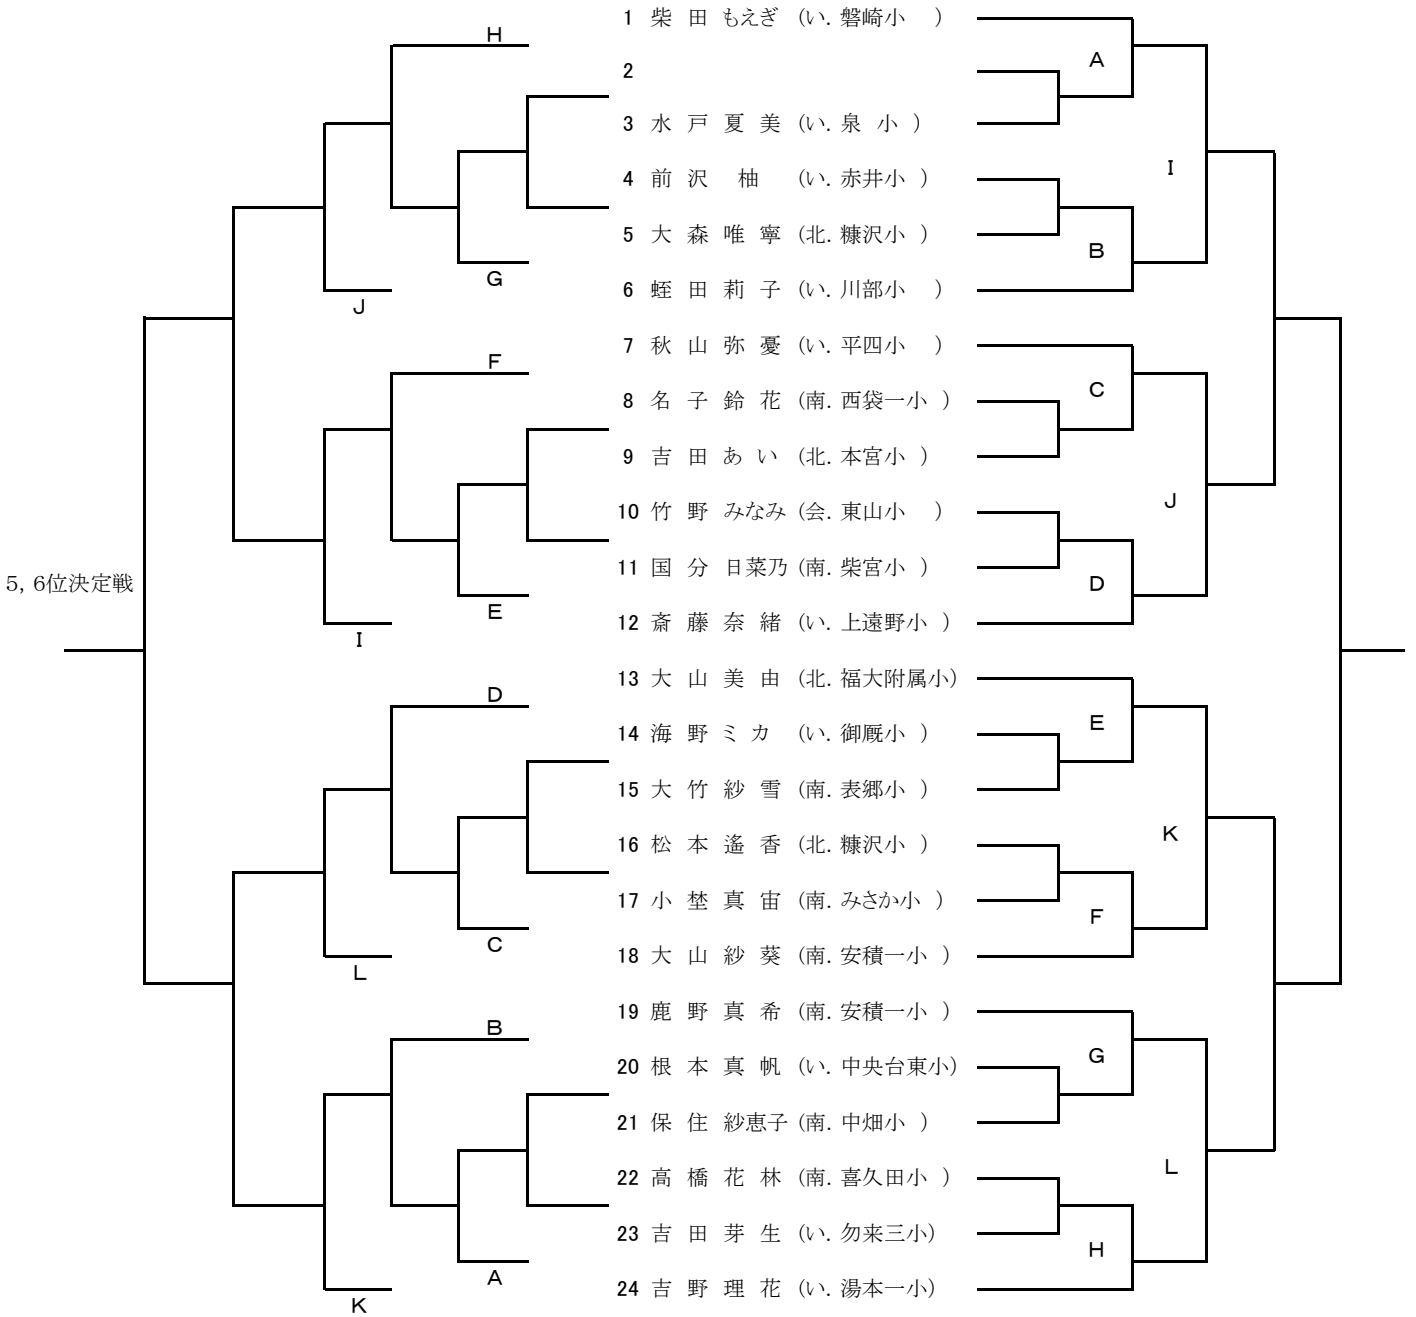 1 柴 田 もえぎ (い. 磐崎小 )
2
3 水 戸 夏 美 (い. 泉 小 )
4 前 沢 柚 (い. 赤井小 )
5 大 森 唯 寧 (北. 糠沢小 )
6 蛭 田 莉 子 (い. 川部小 )
7 秋 山 弥 憂 (い. 平四小 )
8 名 子 鈴 花 (南. 西袋一小 )
9 吉 田 あ い (北. 本宮小 )
10 竹 野 みなみ (会. 東山小 )
11 国 分 日菜乃 (南. 柴宮小 )
12 斎 藤 奈 緒 (い. 上遠野小 )
13 大 山 美 由 (北. 福大附属小)
14 海 野 ミ カ (い. 御厩小 )
15 大 竹 紗 雪 (南. 表郷小 )
16 松 本 遙 香 (北. 糠沢小 )
17 小 埜 真 宙 (南. みさか小 )
18 大 山 紗 葵 (南. 安積一小 )
19 鹿 野 真 希 (南. 安積一小 )
20 根 本 真 帆 (い. 中央台東小)
21 保 住 紗恵子 (南. 中畑小 )
22 高 橋 花 林 (南. 喜久田小 )
23 吉 田 芽 生 (い. 勿来三小)
24 吉 野 理 花 (い. 湯本一小)
5, 6位決定戦
H
G
J
F
E
I
D
C
L
B
A
K
A
I
B
C
J
D
E
K
F
G
L
H